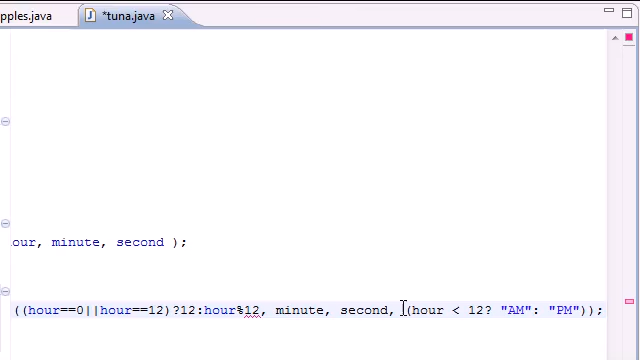 pples.java *tuna.java
our, minute, second );
((hour==0||hour==12)?12:hour%12, minute, second, (hour < 12? "AM": "PM"));